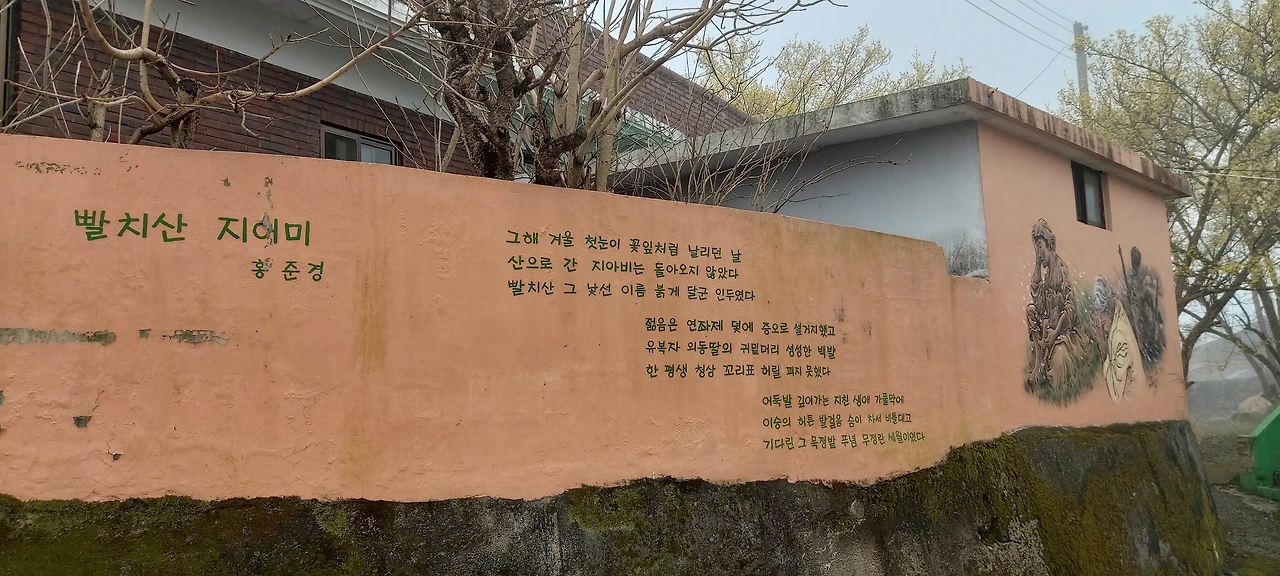 빨치산 지어미
홍준경
그해 겨울 첫눈이 꽃잎처럼 날리던 날
산으로 간 지아비는 돌아오지 않았다
빨치산 그 낯선 이름 붉게 달군 인두였다
젊음은 연좌제 덫에 증오로 설거지했고
유복자 외동딸의 귀밑머리 성성한 백발
한 평생 청상 꼬리표 허릴 펴지 못했다
어둑발 깊어가는 지친 생애 가풀막에
이승의 허튼 발걸음 숨이 차서 비틀대고
기다린 그 목정밭 푸념 무정한 세월이었다